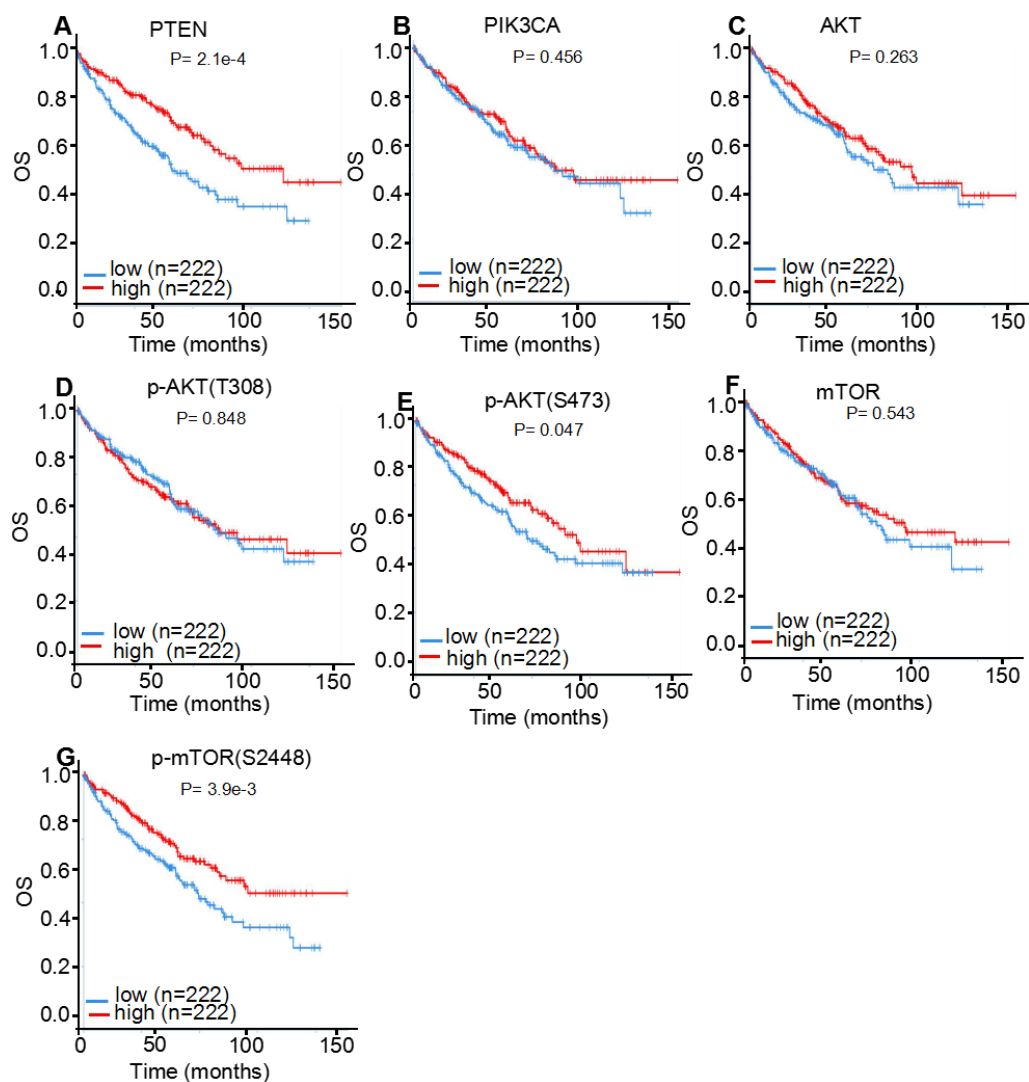 A
PTEN
P= 2.1e-4
OS
1.0
0.8
0.6
0.4
0.2
0.0
low (n=222)
high (n=222)
0
50
100
150
Time (months)
B
PIK3CA
P= 0.456
OS
1.0
0.8
0.6
0.4
0.2
0.0
low (n=222)
high (n=222)
0
50
100
150
Time (months)
C
AKT
P= 0.263
OS
1.0
0.8
0.6
0.4
0.2
0.0
low (n=222)
high (n=222)
0
50
100
150
Time (months)
D
p-AKT(T308)
P= 0.848
OS
1.0
0.8
0.6
0.4
0.2
0.0
low (n=222)
high (n=222)
0
50
100
150
Time (months)
E
p-AKT(S473)
P= 0.047
OS
1.0
0.8
0.6
0.4
0.2
0.0
low (n=222)
high (n=222)
0
50
100
150
Time (months)
F
mTOR
P= 0.543
OS
1.0
0.8
0.6
0.4
0.2
0.0
low (n=222)
high (n=222)
0
50
100
150
Time (months)
G
p-mTOR(S2448)
P= 3.9e-3
OS
1.0
0.8
0.6
0.4
0.2
0.0
low (n=222)
high (n=222)
0
50
100
150
Time (months)